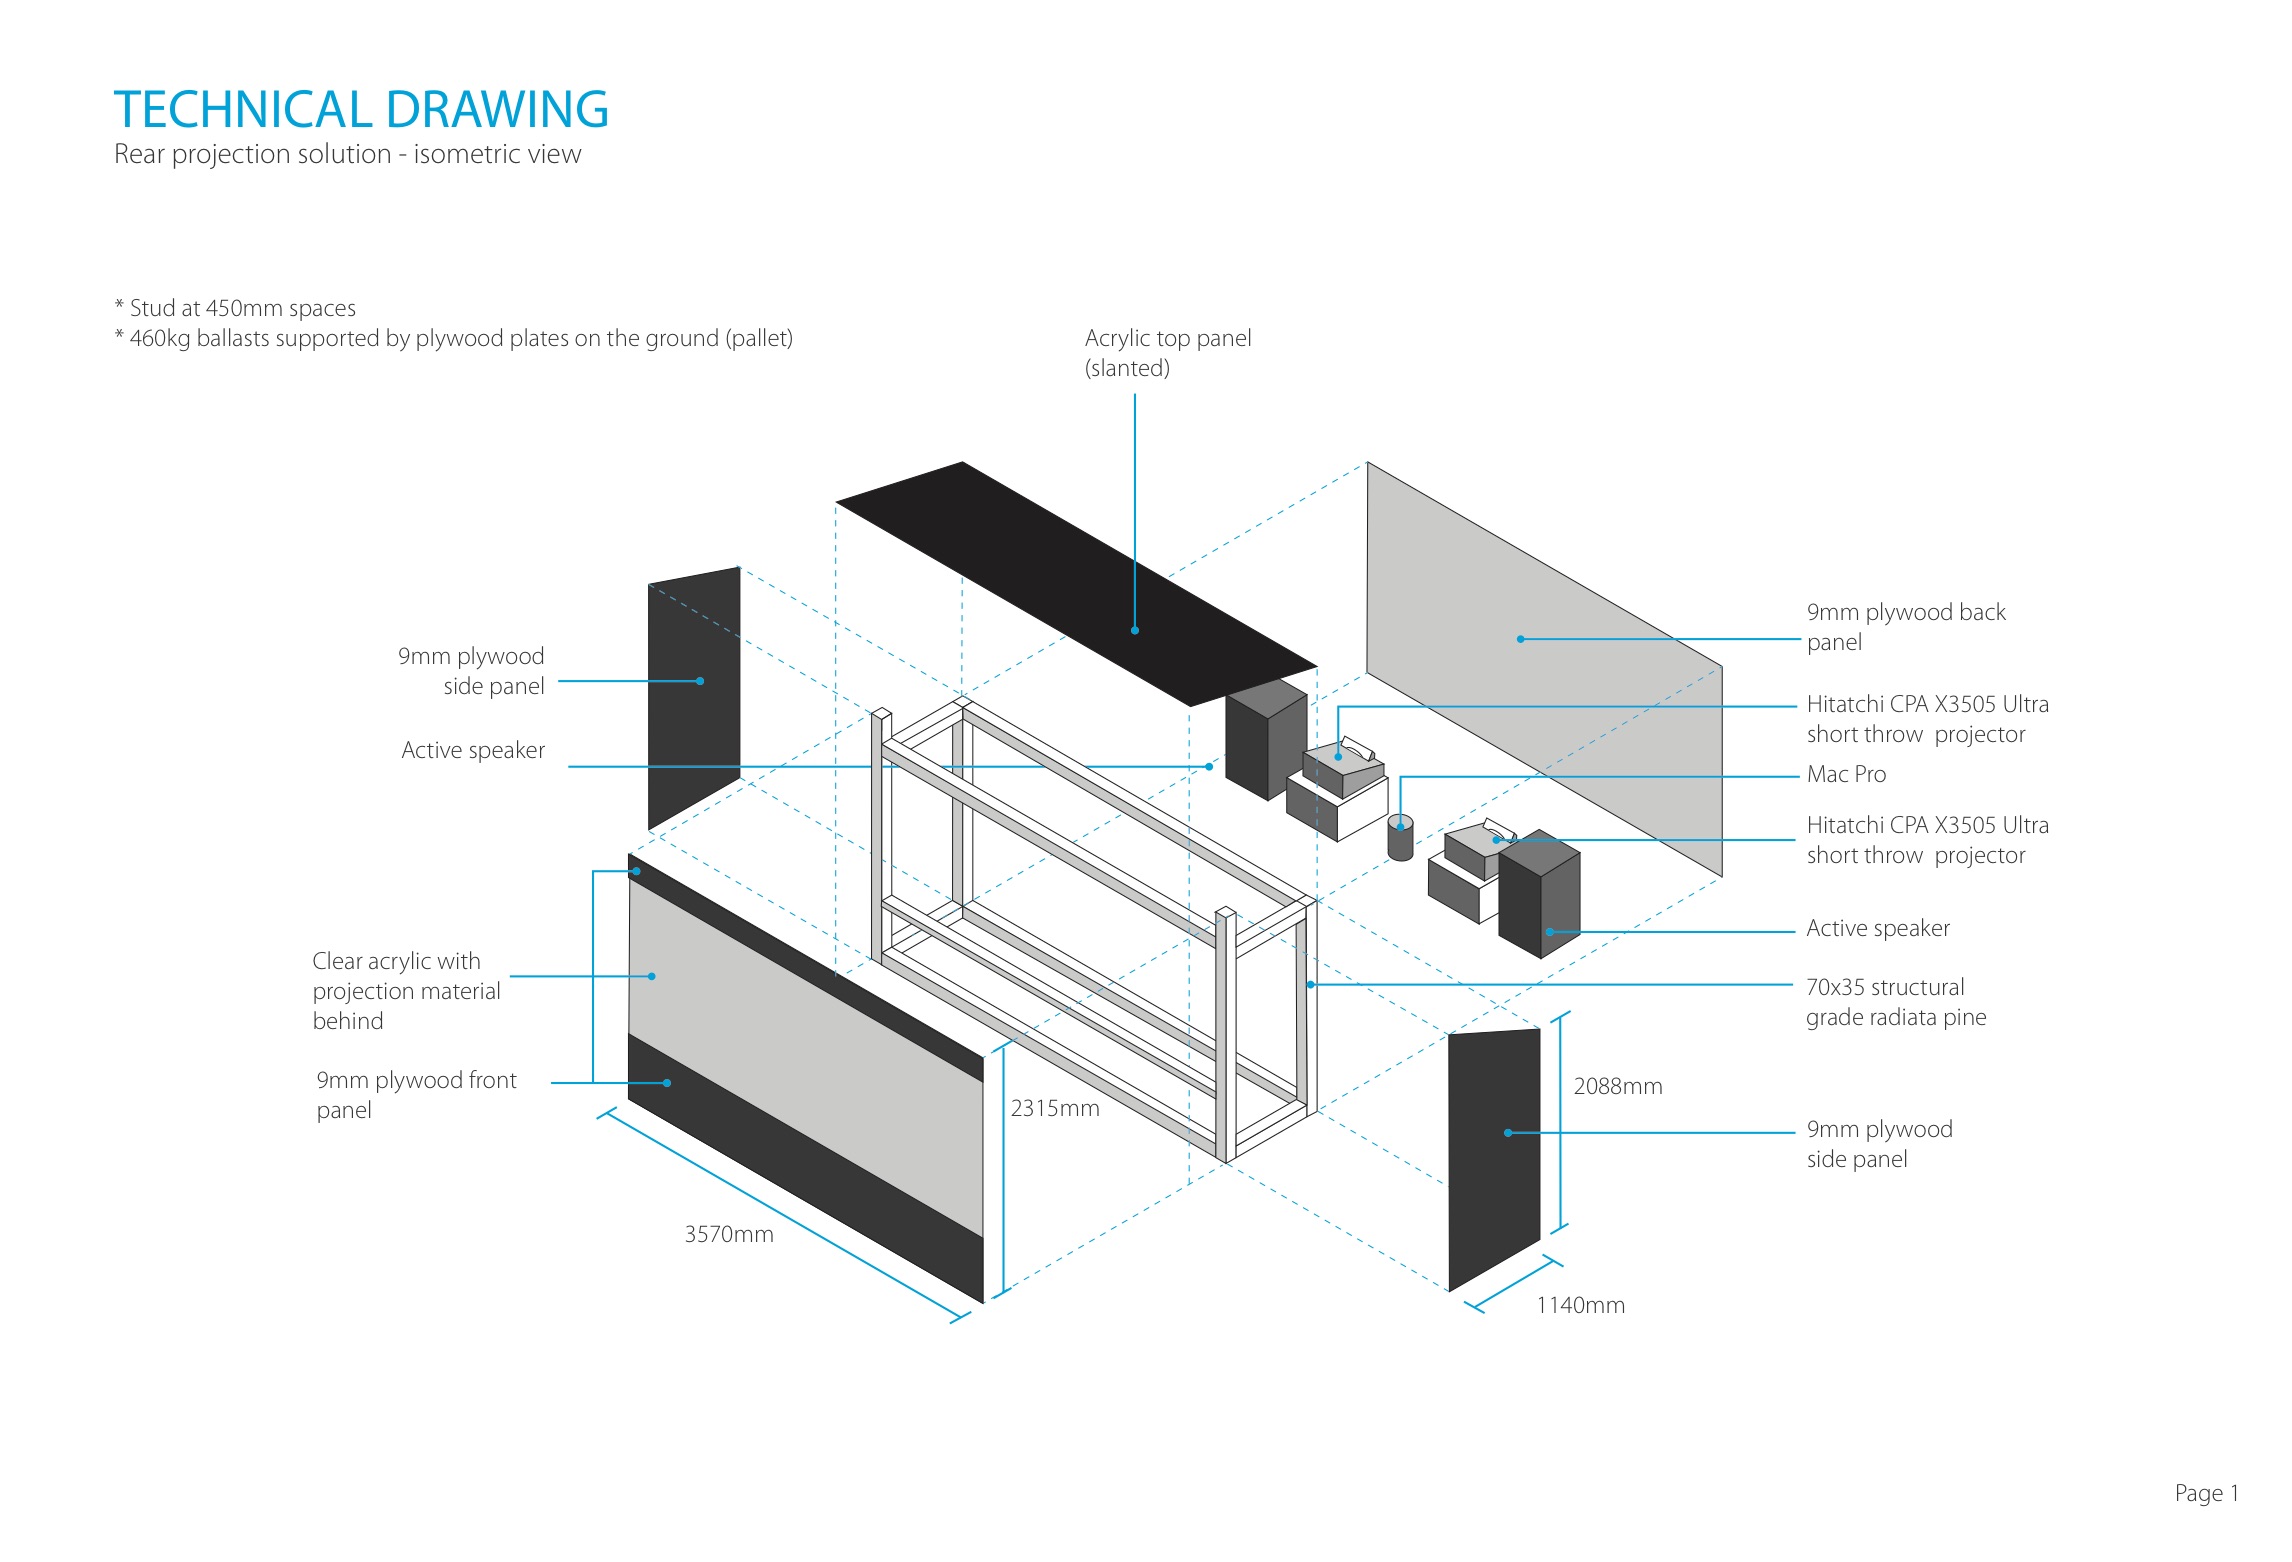 TECHNICAL DRAWING
Rear projection solution - isometric view
* Stud at 450mm spaces
* 460kg ballasts supported by plywood plates on the ground (pallet)
Acrylic top panel
(slanted)
9mm plywood
side panel
Active speaker
Clear acrylic with
projection material
behind
9mm plywood front
panel
3570mm
2315mm
9mm plywood back
panel
Hitatchi CPA X3505 Ultra
short throw projector
Mac Pro
Hitatchi CPA X3505 Ultra
short throw projector
Active speaker
70x35 structural
grade radiata pine
2088mm
9mm plywood
side panel
1140mm
Page 1